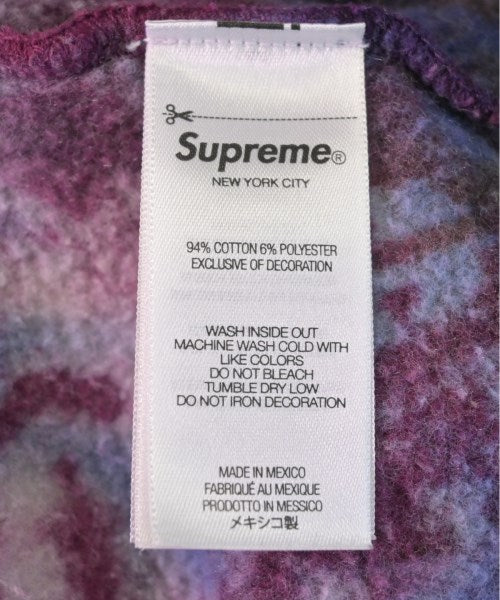 Supreme®
NEW YORK CITY
94% COTTON 6% POLYESTER
EXCLUSIVE OF DECORATION
WASH INSIDE OUT
MACHINE WASH COLD WITH
LIKE COLORS
DO NOT BLEACH
TUMBLE DRY LOW
DO NOT IRON DECORATION
MADE IN MEXICO
FABRIQUÉ AU MEXIQUE
PRODOTTO IN MESSICO
メキシコ製